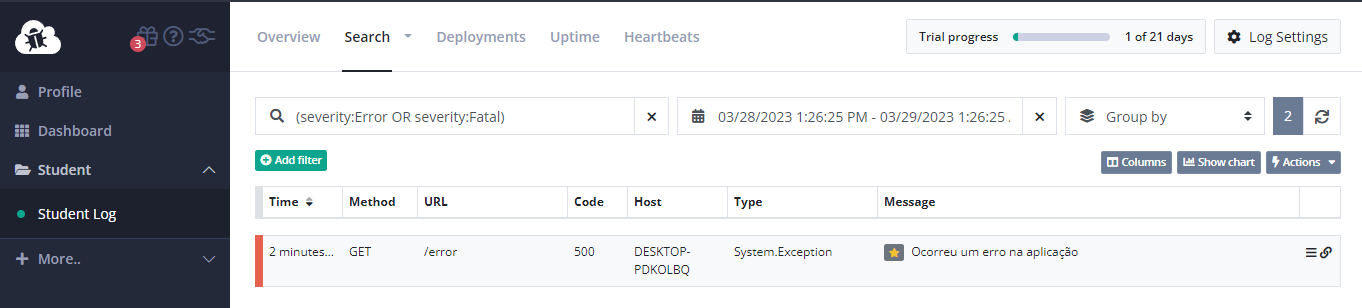 3
Profile
Dashboard
Student
Student Log
More..
Overview Search Deployments Uptime Heartbeats
Trial progress 1 of 21 days
Log Settings
(severity:Error OR severity:Fatal)
03/28/2023 1:26:25 PM - 03/29/2023 1:26:25
Group by
2
Add filter
Columns Show chart Actions
Time Method URL Code Host Type Message
2 minutes... GET /error 500 DESKTOP- System.Exception Ocorreu um erro na aplicação
PDKOLBQ